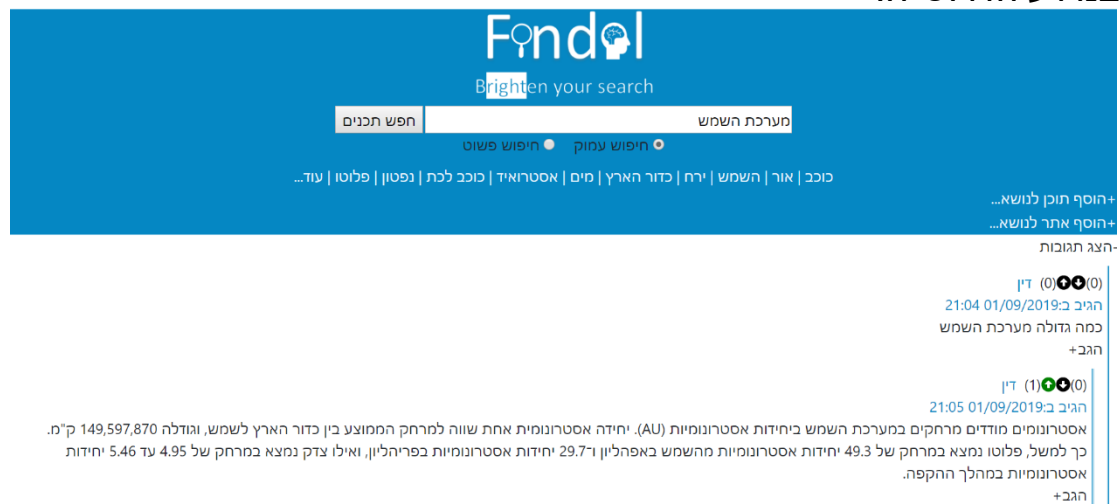 Findol
Brighten your search
מערכת השמש חפש תכנים
חיפוש עמוק חיפוש פשוט
כוכב | אור | השמש | ירח | כדור הארץ | מים | אסטרואיד | כוכב לכת | נפטון | פלוטו | עוד...
+הוסף תוכן לנושא...
+הוסף אתר לנושא...
-הצג תגובות
(0)(0) דין
הגיב ב:01/09/2019 21:04
כמה גדולה מערכת השמש
הגב+
(0)(1) דין
הגיב ב:01/09/2019 21:05
אסטרונומים מודדים מרחקים במערכת השמש ביחידות אסטרונומיות (AU). יחידה אסטרונומית אחת שווה למרחק הממוצע בין כדור הארץ לשמש, וגודלה 149,597,870 ק"מ.
כך למשל, פלוטו נמצא במרחק של 49.3 יחידות אסטרונומיות מהשמש באפהליון ו־29.7 יחידות אסטרונומיות בפריהליון, ואילו צדק נמצא במרחק של 4.95 עד 5.46 יחידות
אסטרונומיות במהלך ההקפה.
הגב+